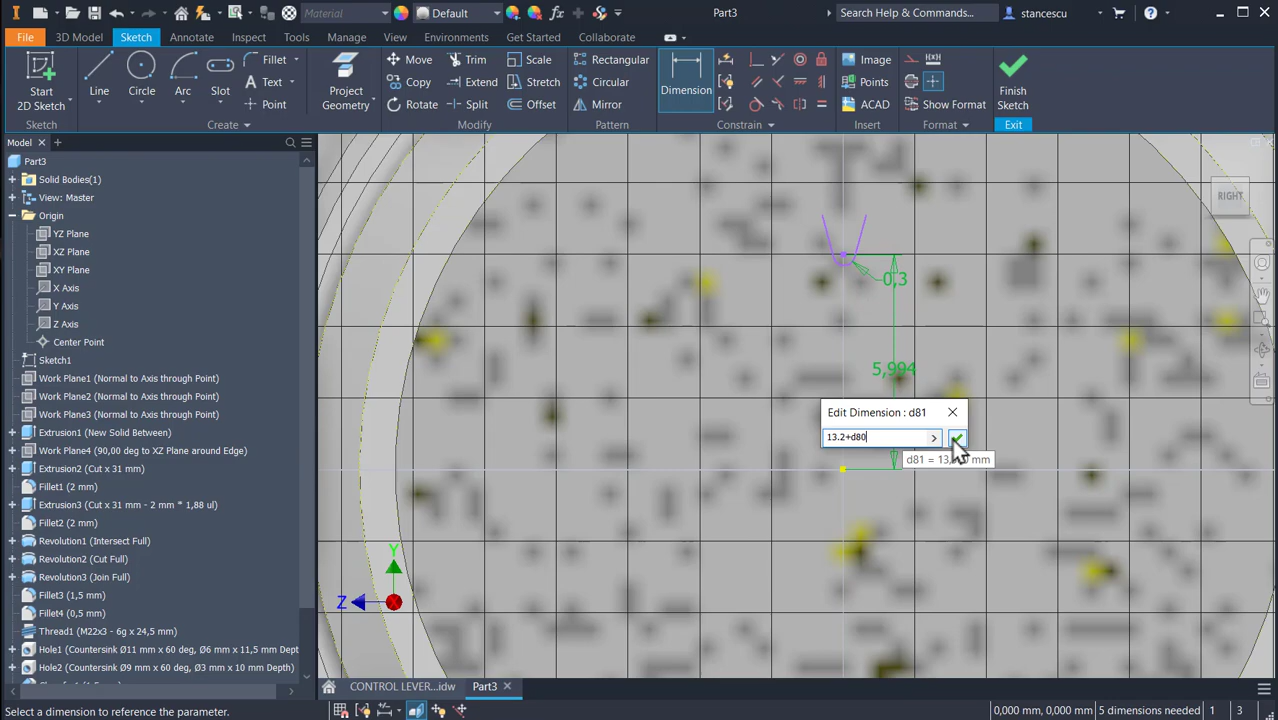 Material
Default
Part3
Search Help & Commands...
stancescu
File
3D Model
Sketch
Annotate
Inspect
Tools
Manage
View
Environments
Get Started
Collaborate
Start
2D Sketch
Line
Circle
Arc
Slot
Fillet
Text
Point
Project
Geometry
Move
Copy
Rotate
Trim
Extend
Split
Scale
Stretch
Offset
Rectangular
Circular
Mirror
Dimension
Image
Points
ACAD
Show Format
Finish
Sketch
Sketch
Create
Modify
Pattern
Constrain
Insert
Format
Exit
Model
Part3
Solid Bodies(1)
View: Master
Origin
YZ Plane
XZ Plane
XY Plane
X Axis
Y Axis
Z Axis
Center Point
Sketch1
Work Plane1 (Normal to Axis through Point)
Work Plane2 (Normal to Axis through Point)
Work Plane3 (Normal to Axis through Point)
Extrusion1 (New Solid Between)
Work Plane4 (90,00 deg to XZ Plane around Edge)
Extrusion2 (Cut x 31 mm)
Fillet1 (2 mm)
Extrusion3 (Cut x 31 mm - 2 mm * 1,88 ul)
Fillet2 (2 mm)
Revolution1 (Intersect Full)
Revolution2 (Cut Full)
Revolution3 (Join Full)
Fillet3 (1,5 mm)
Fillet4 (0,5 mm)
Thread1 (M22x3 - 6g x 24,5 mm)
Hole1 (Countersink Ø11 mm x 60 deg, Ø6 mm x 11,5 mm Depth)
Hole2 (Countersink Ø9 mm x 60 deg, Ø3 mm x 10 mm Depth)
RIGHT
0,3
5,994
Edit Dimension : d81
13.2+d80
d81 = 13, mm
Y
Z
CONTROL LEVER...idw
Part3
Select a dimension to reference the parameter.
0,000 mm, 0,000 mm
5 dimensions needed
1
3